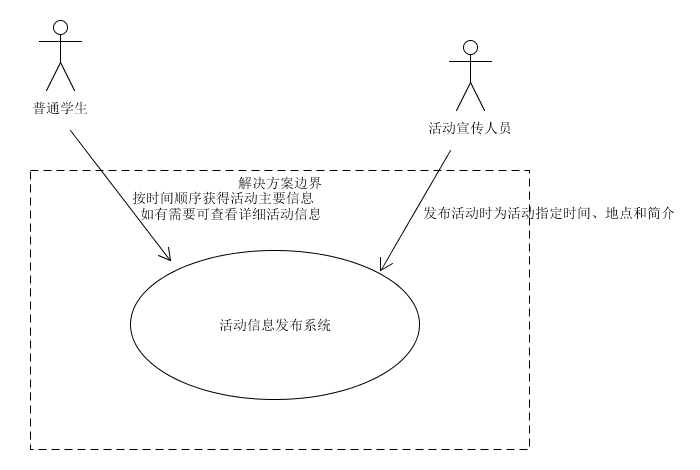 普通学生
活动宣传人员
解决方案边界
按时间顺序获得活动主要信息
如有需要可查看详细活动信息
发布活动时为活动指定时间、地点和简介
活动信息发布系统